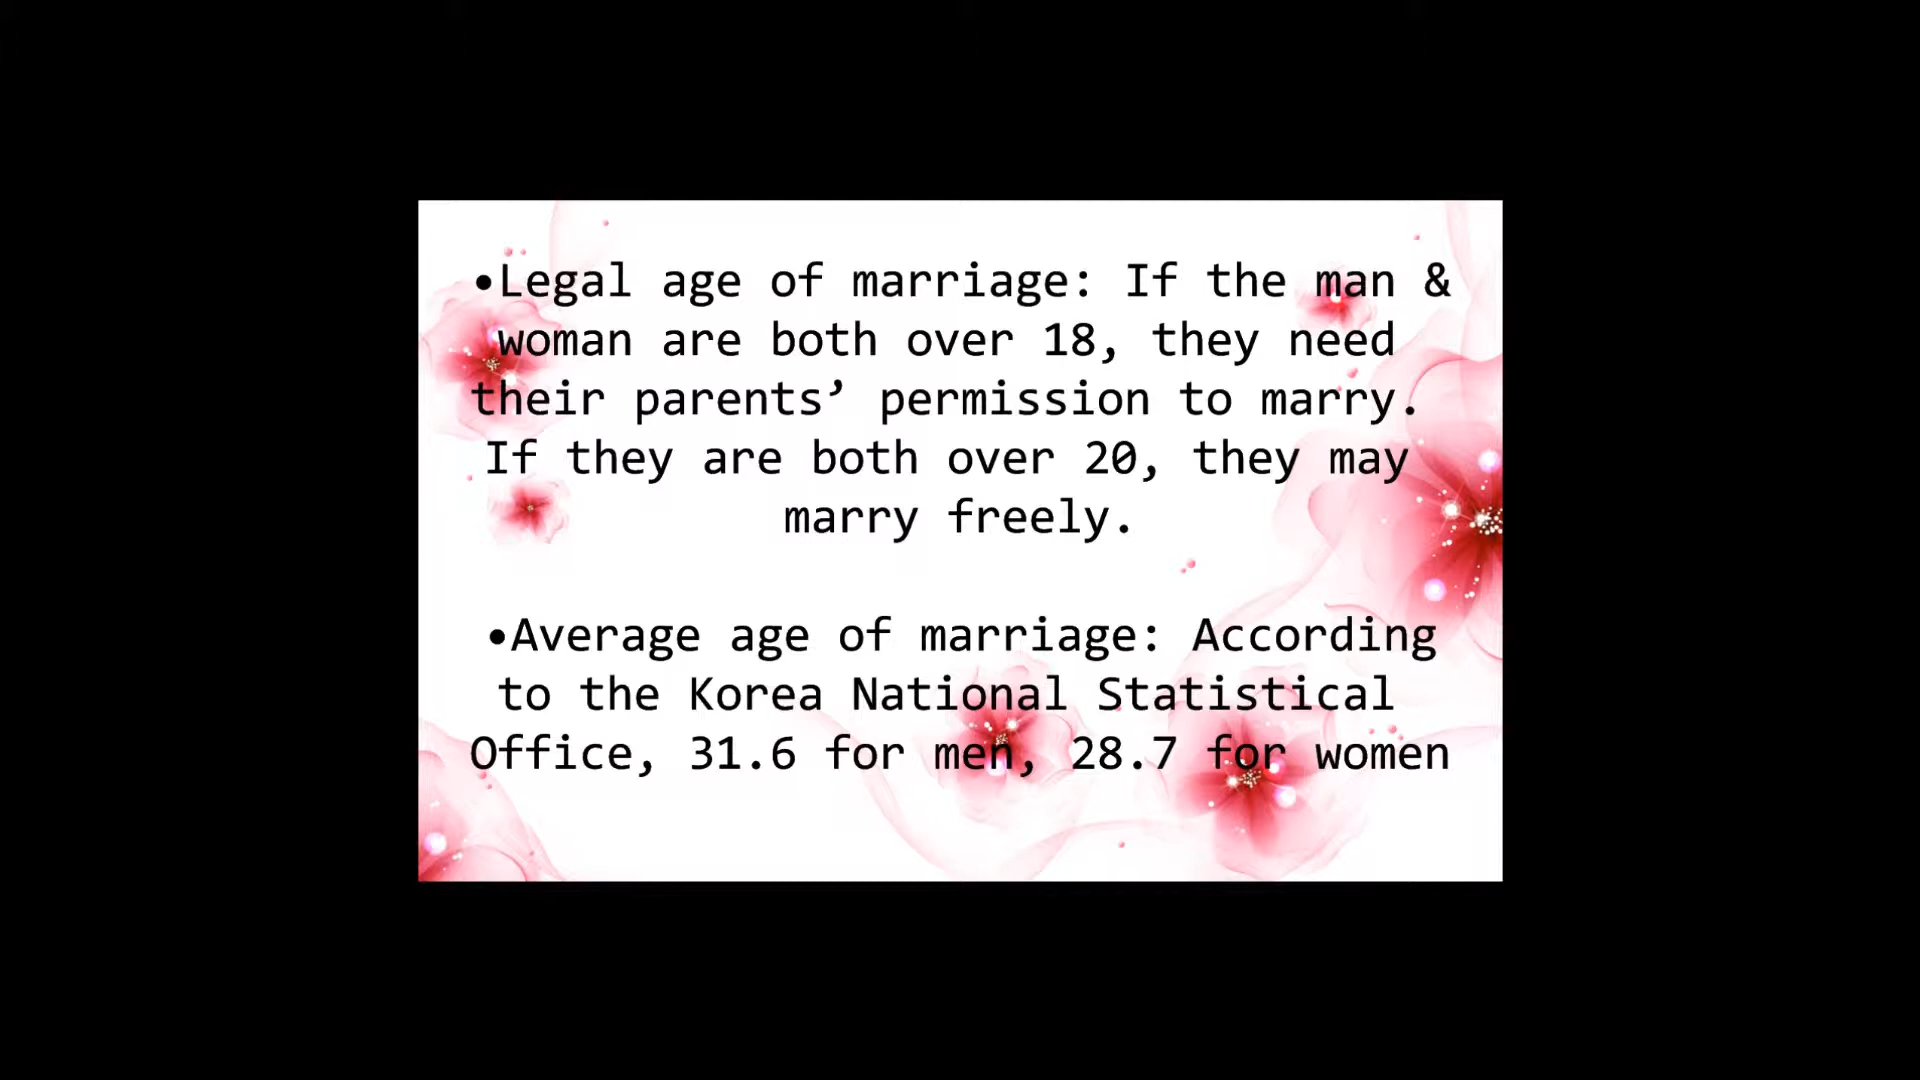 •Legal age of marriage: If the man &
woman are both over 18, they need
their parents’ permission to marry.
If they are both over 20, they may
marry freely.
•Average age of marriage: According
to the Korea National Statistical
Office, 31.6 for men, 28.7 for women